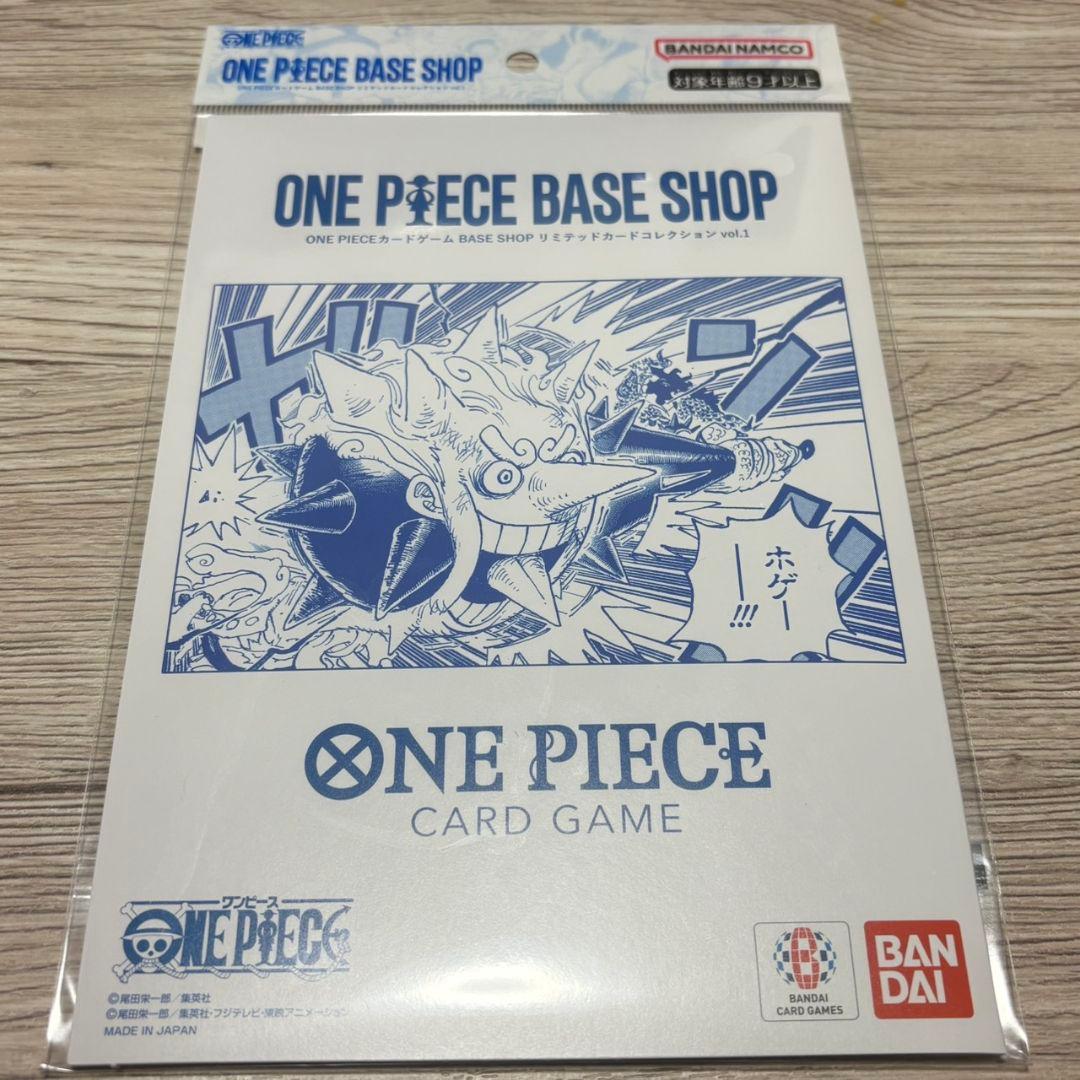 ONE PIECE
ONE PIECE BASE SHOP
ONE PIECEカードゲーム BASE SHOP リミテッドカードコレクション vol.1
BANDAI NAMCO
対象年齢9才以上
ONE PIECE BASE SHOP
ONE PIECEカードゲーム BASE SHOP リミテッドカードコレクション vol.1
ホゲー
ー!!!
ONE PIECE
CARD GAME
ワンピース
ONE PIECE
©尾田栄一郎/集英社
©尾田栄一郎/集英社・フジテレビ・東映アニメーション
MADE IN JAPAN
BANDAI
CARD GAMES
BAN
DAI